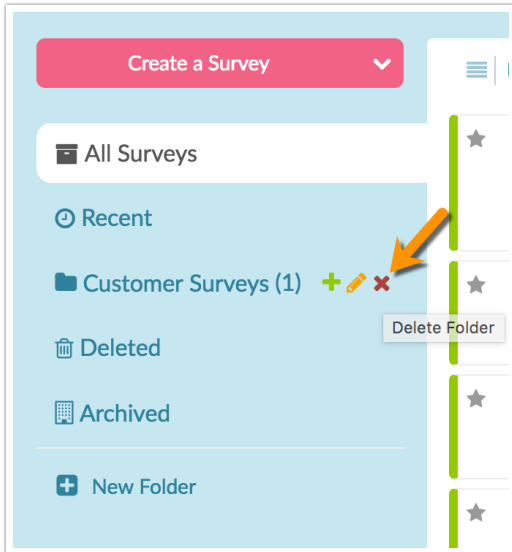 Create a Survey
All Surveys
Recent
Customer Surveys (1)
Delete Folder
Deleted
Archived
New Folder